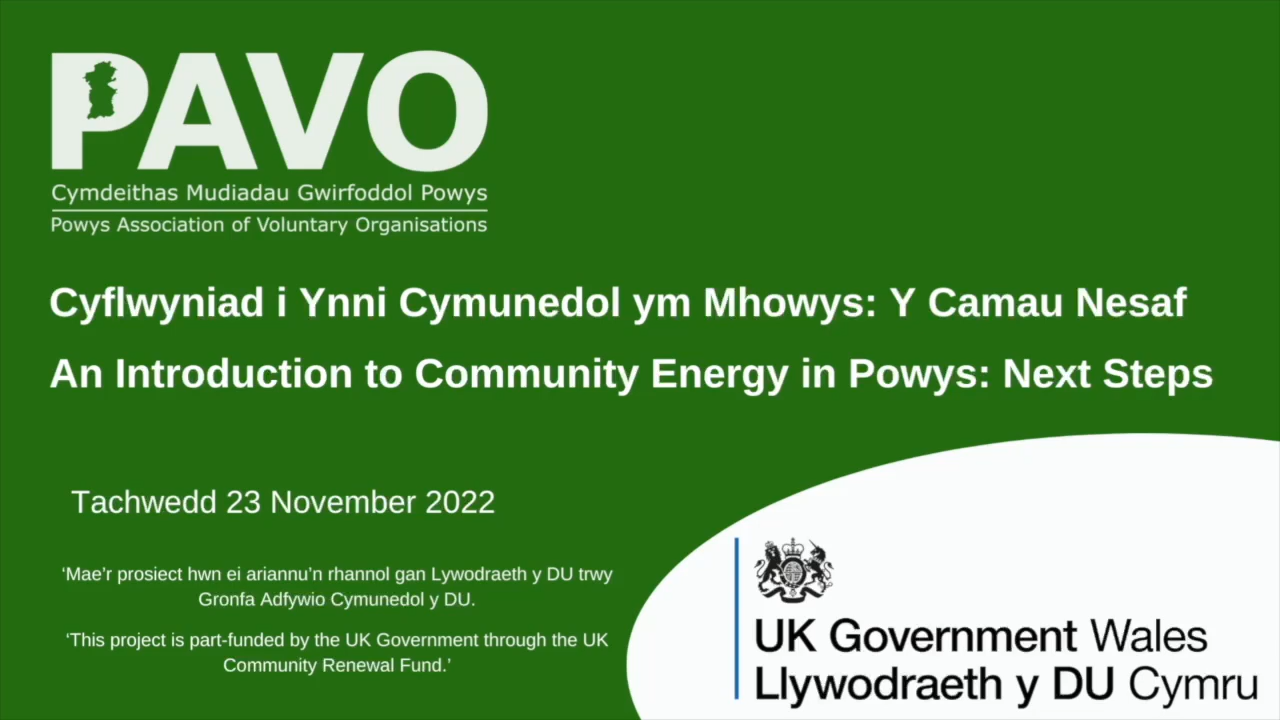 PAVO
Cymdeithas Mudiadau Gwirfoddol Powys
Powys Association of Voluntary Organisations
Cyflwyniad i Ynni Cymunedol ym Mhowys: Y Camau Nesaf
An Introduction to Community Energy in Powys: Next Steps
Tachwedd 23 November 2022
‘Mae’r prosiect hwn ei ariannu’n rhannol gan Lywodraeth y DU trwy
Gronfa Adfywio Cymunedol y DU.
‘This project is part-funded by the UK Government through the UK
Community Renewal Fund.’
UK Government Wales
Llywodraeth y DU Cymru